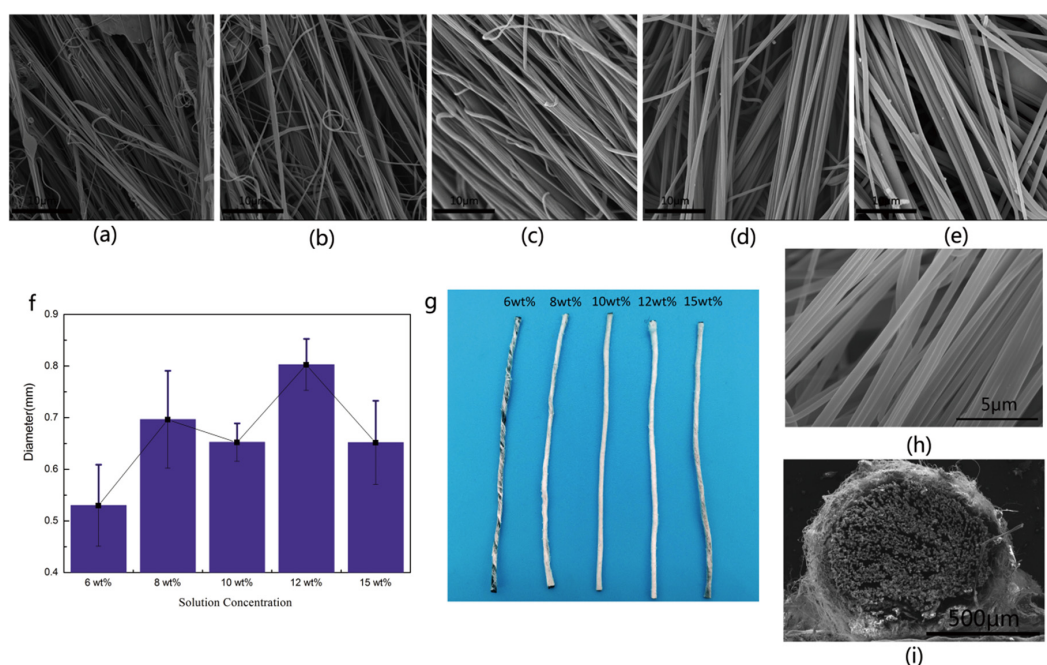 10μm
10μm
10μm
10μm
10μm
(a)
(b)
(c)
(d)
(e)
f
Diameter(mm)
0.9
0.8
0.7
0.6
0.5
0.4
6 wt%
8 wt%
10 wt%
12 wt%
15 wt%
Solution Concentration
g
6wt%
8wt%
10wt%
12wt%
15wt%
5μm
(h)
500μm
(i)